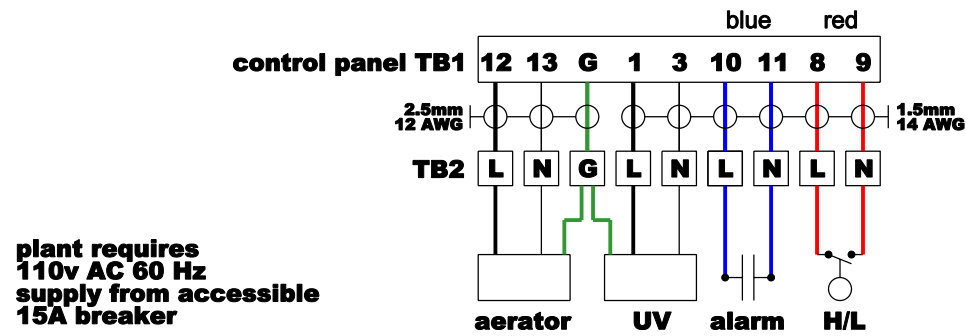 blue red
control panel TB1 12 13 G 1 3 10 11 8 9
2.5mm 1.5mm
12 AWG 14 AWG
TB2 L N G L N L N L N
plant requires
110v AC 60 Hz
supply from accessible
15A breaker
aerator UV alarm H/L